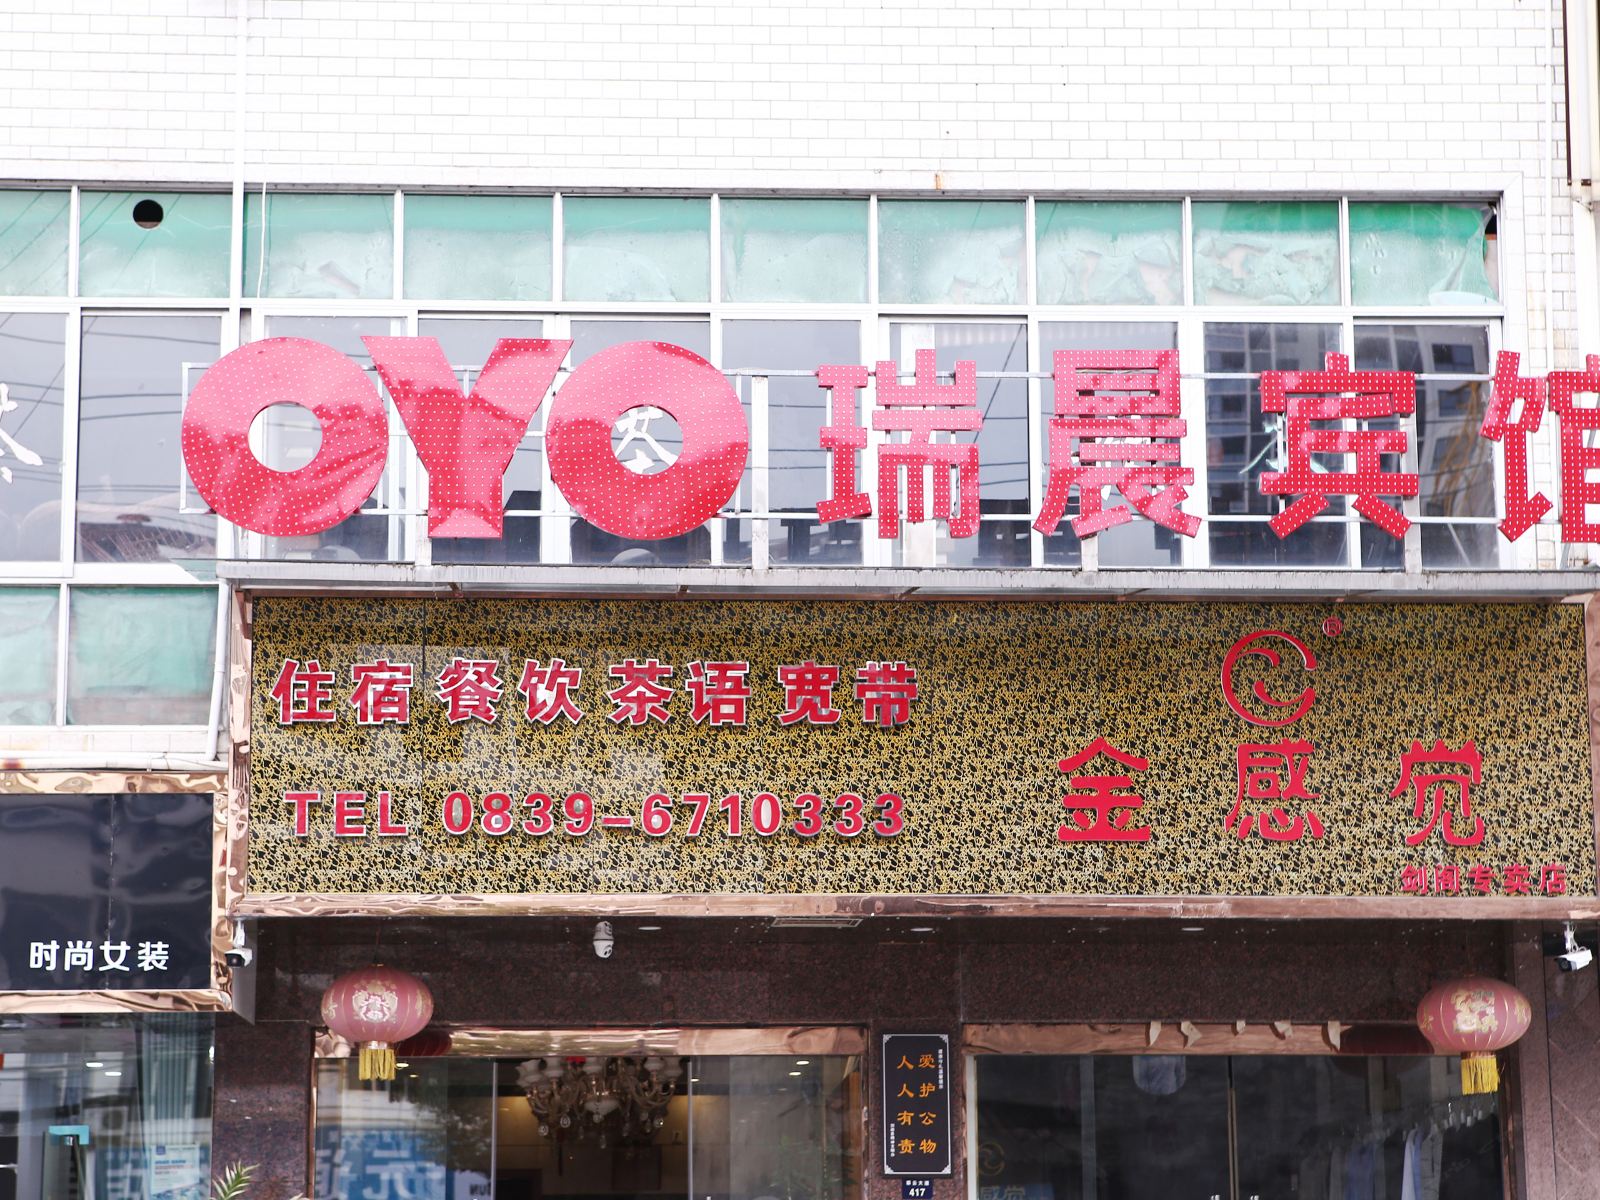 OYO瑞晨宾馆
住宿 餐饮 茶语 宽带
TEL 0839-6710333
®
金感觉
剑阁专卖店
时尚女装
爱护公物
人人有责
417